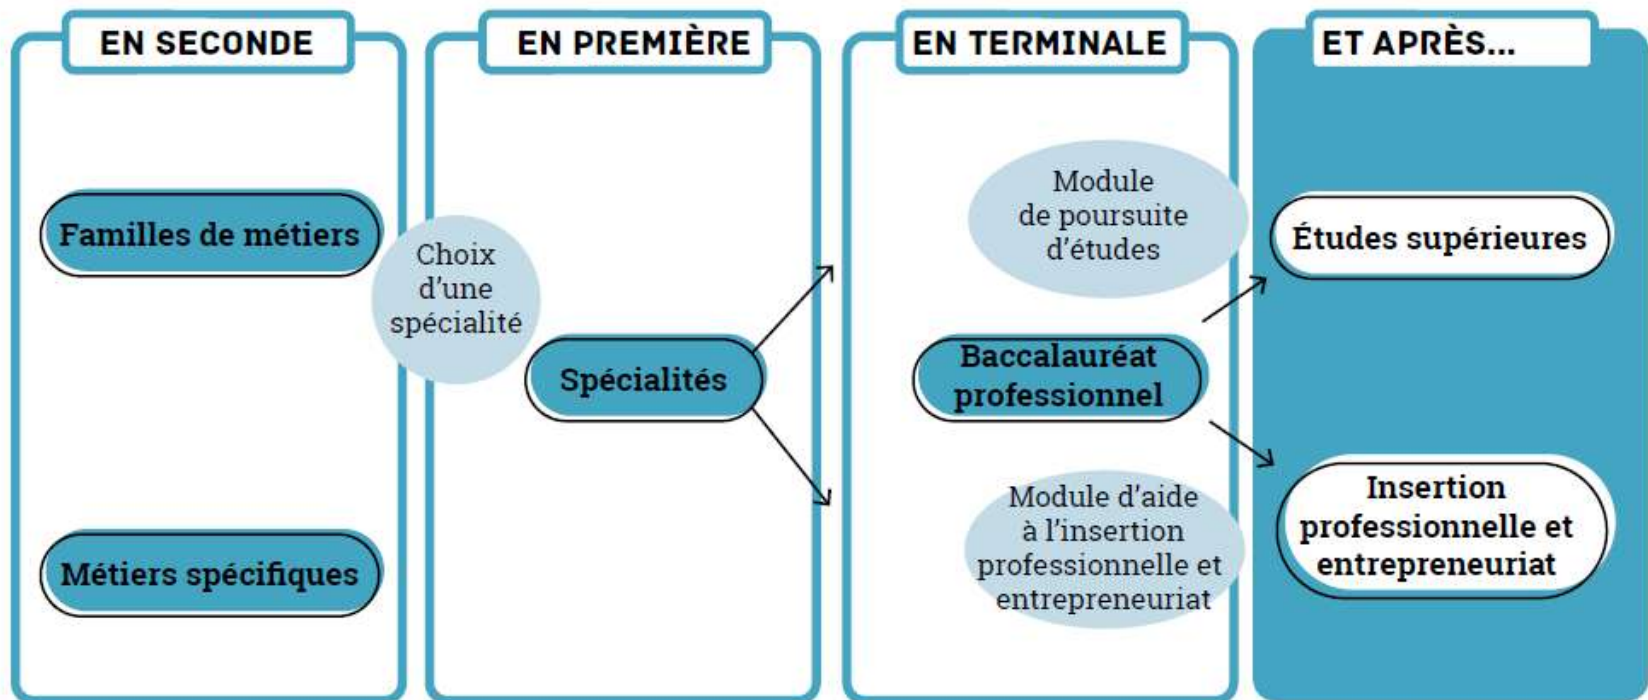 EN SECONDE
Familles de métiers
Métiers spécifiques
Choix
d'une
spécialité
EN PREMIÈRE
Spécialités
EN TERMINALE
Module
de poursuite
d'études
Baccalauréat
professionnel
Module d'aide
à l'insertion
professionnelle et
entrepreneuriat
ET APRÈS...
Études supérieures
Insertion
professionnelle et
entrepreneuriat